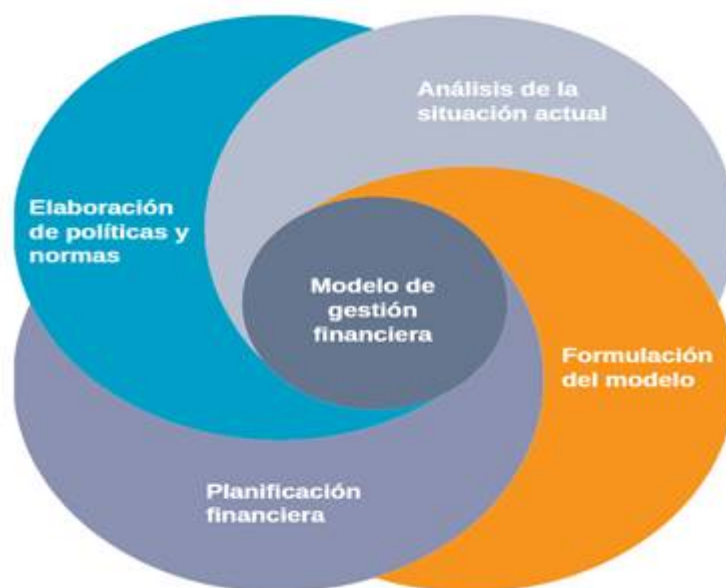 Análisis de la
situación actual
Elaboración
de políticas y
normas
Modelo de
gestión
financiera
Formulación
del modelo
Planificación
financiera